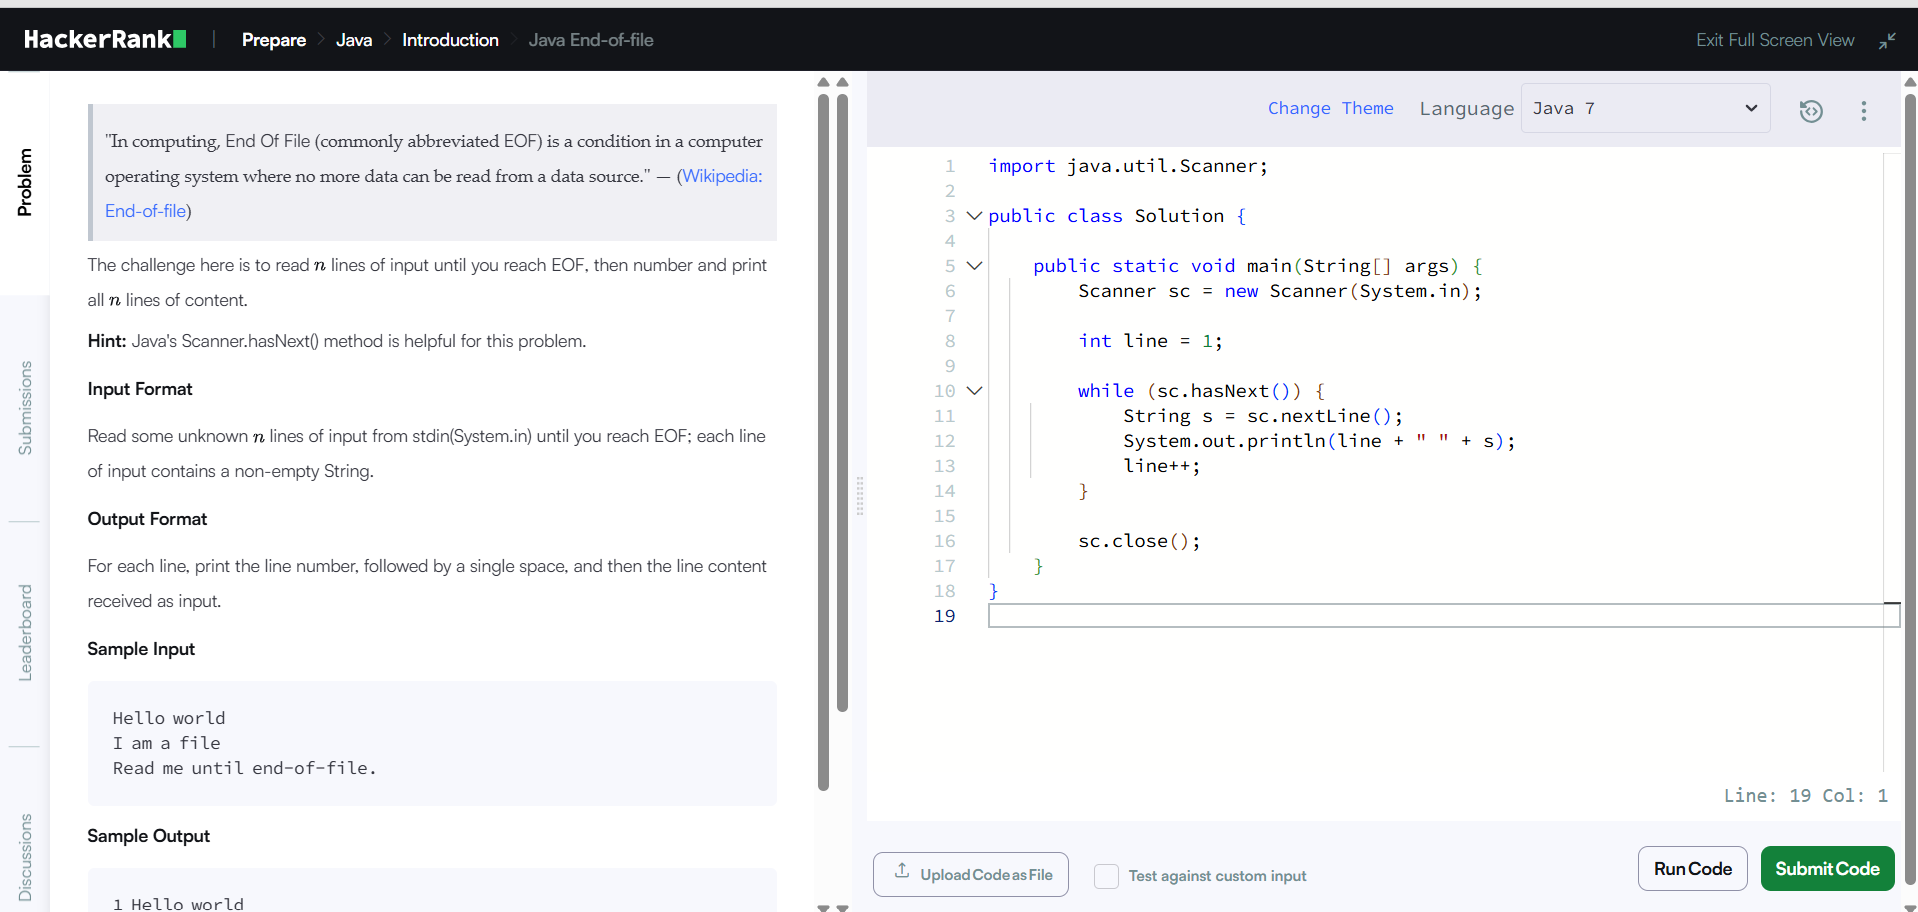 HackerRank
Prepare
Java
Introduction
Java End-of-file
Exit Full Screen View
Problem
Submissions
Leaderboard
Discussions
"In computing, End Of File (commonly abbreviated EOF) is a condition in a computer
operating system where no more data can be read from a data source." — (Wikipedia:
End-of-file)
The challenge here is to read n lines of input until you reach EOF, then number and print
all n lines of content.
Hint: Java's Scanner.hasNext() method is helpful for this problem.
Input Format
Read some unknown n lines of input from stdin(System.in) until you reach EOF; each line
of input contains a non-empty String.
Output Format
For each line, print the line number, followed by a single space, and then the line content
received as input.
Sample Input
Hello world
I am a file
Read me until end-of-file.
Sample Output
1 Hello world
Change Theme
Language
Java 7
1 import java.util.Scanner;
2
3 public class Solution {
4
5     public static void main(String[] args) {
6         Scanner sc = new Scanner(System.in);
7
8         int line = 1;
9
10         while (sc.hasNext()) {
11             String s = sc.nextLine();
12             System.out.println(line + " " + s);
13             line++;
14         }
15
16         sc.close();
17     }
18 }
19
Line: 19 Col: 1
Upload Code as File
Test against custom input
Run Code
Submit Code